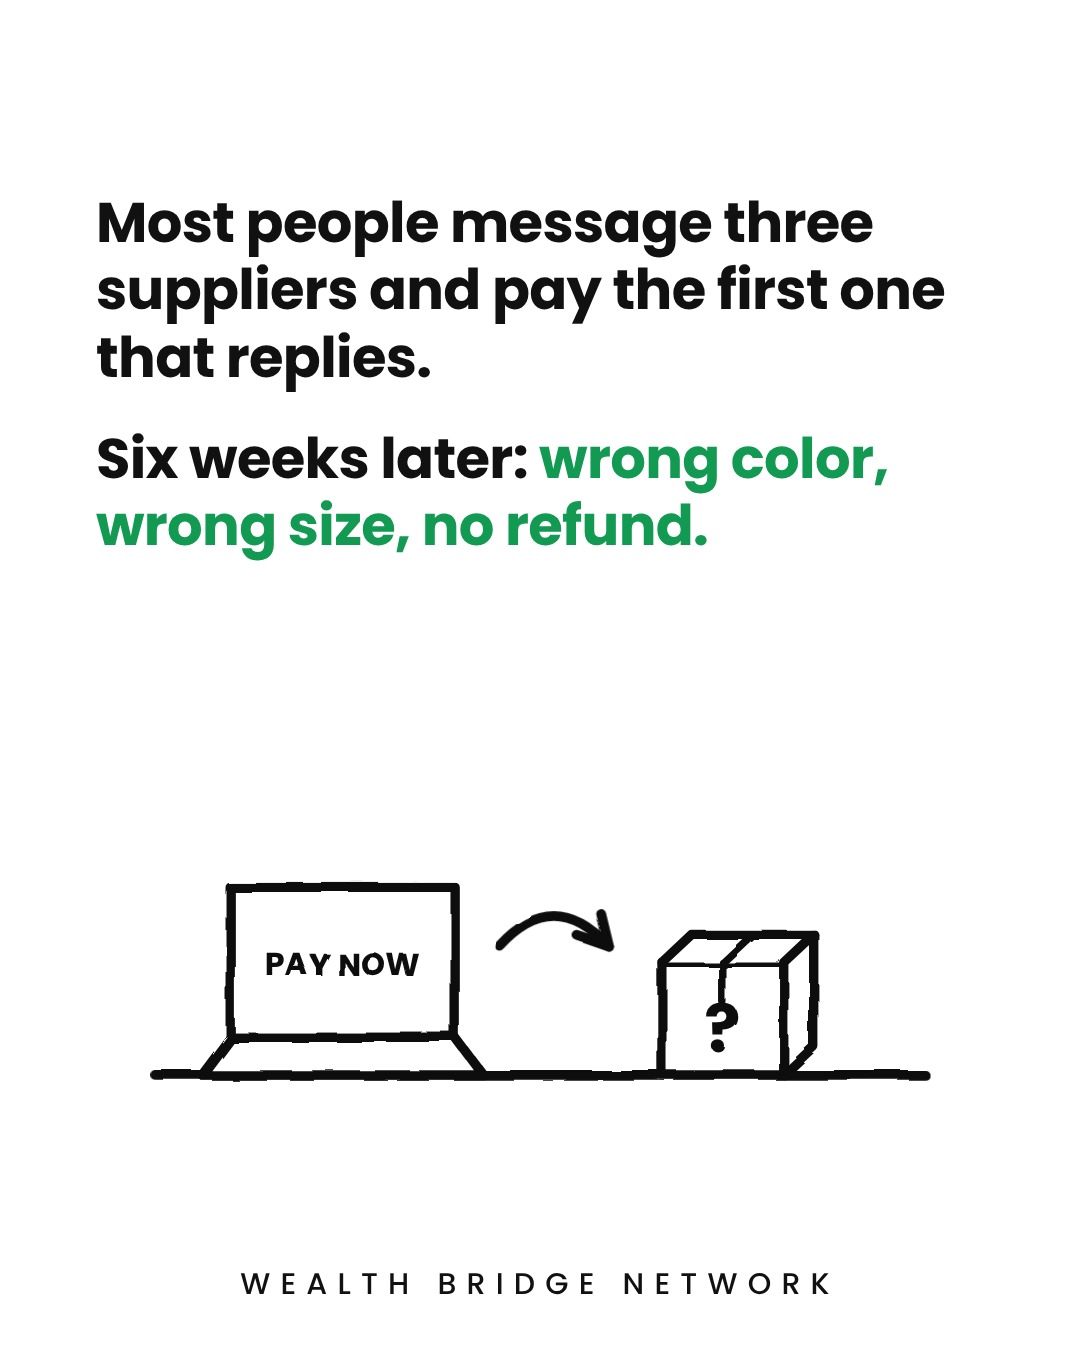 Most people message three
suppliers and pay the first one
that replies.
Six weeks later: wrong color,
wrong size, no refund.
PAY NOW
?
WEALTH BRIDGE NETWORK